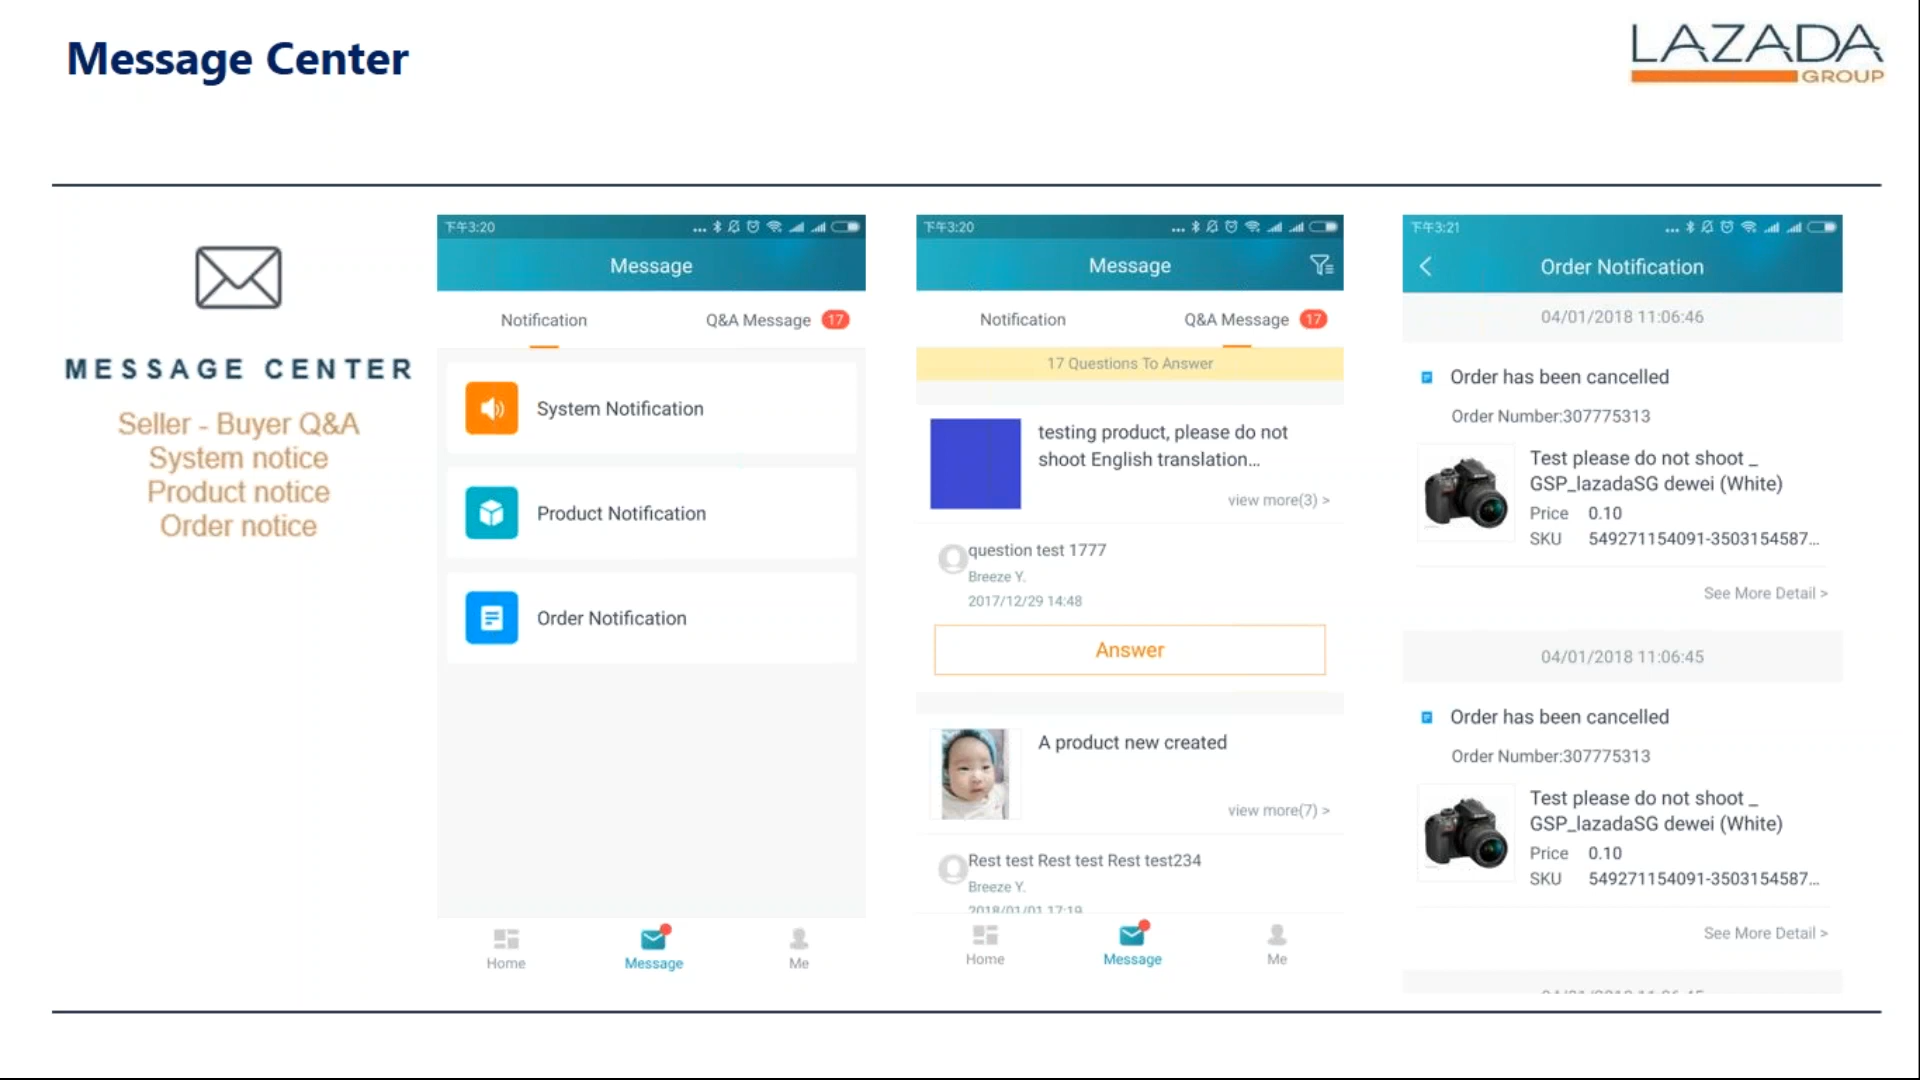 Message Center
LAZADA
GROUP
MESSAGE CENTER
Seller - Buyer Q&A
System notice
Product notice
Order notice
下午3:20
Message
Notification
Q&A Message 17
System Notification
Product Notification
Order Notification
Home
Message
Me
下午3:20
Message
Notification
Q&A Message 17
17 Questions To Answer
testing product, please do not
shoot English translation...
view more(3) >
question test 1777
Breeze Y.
2017/12/29 14:48
Answer
A product new created
view more(7) >
Rest test Rest test Rest test234
Breeze Y.
2018/01/01 17:19
Home
Message
Me
下午3:21
Order Notification
04/01/2018 11:06:46
Order has been cancelled
Order Number:307775313
Test please do not shoot _
GSP_lazadaSG dewei (White)
Price 0.10
SKU 549271154091-3503154587...
See More Detail >
04/01/2018 11:06:45
Order has been cancelled
Order Number:307775313
Test please do not shoot _
GSP_lazadaSG dewei (White)
Price 0.10
SKU 549271154091-3503154587...
See More Detail >